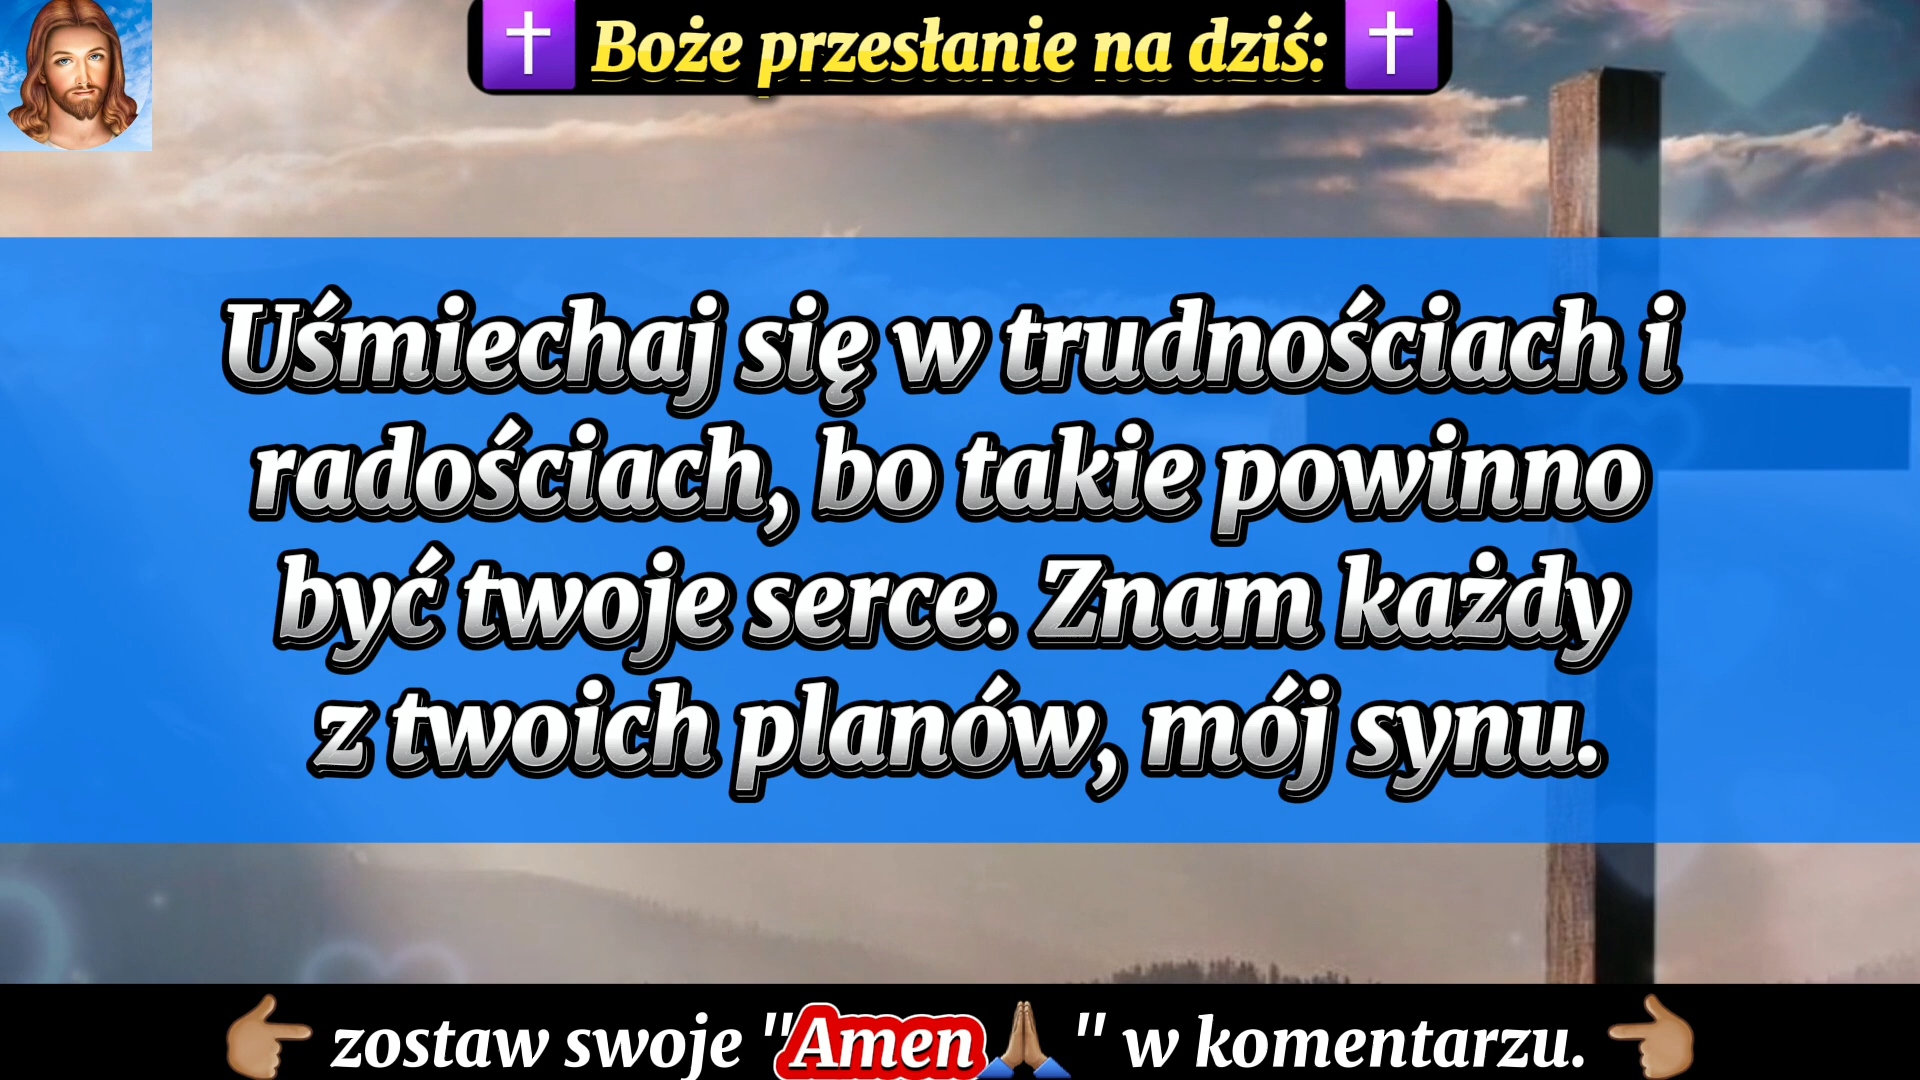 Boże przesłanie na dziś:
Uśmiechaj się w trudnościach i
radościach, bo takie powinno
być twoje serce. Znam każdy
z twoich planów, mój synu.
zostaw swoje "Amen" w komentarzu.